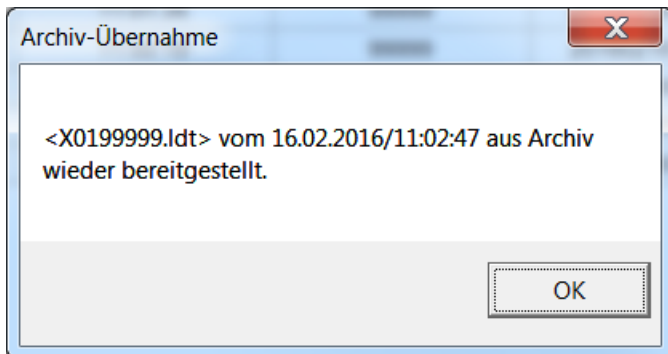 Archiv-Übernahme
<X0199999.ldt> vom 16.02.2016/11:02:47 aus Archiv
wieder bereitgestellt.
OK